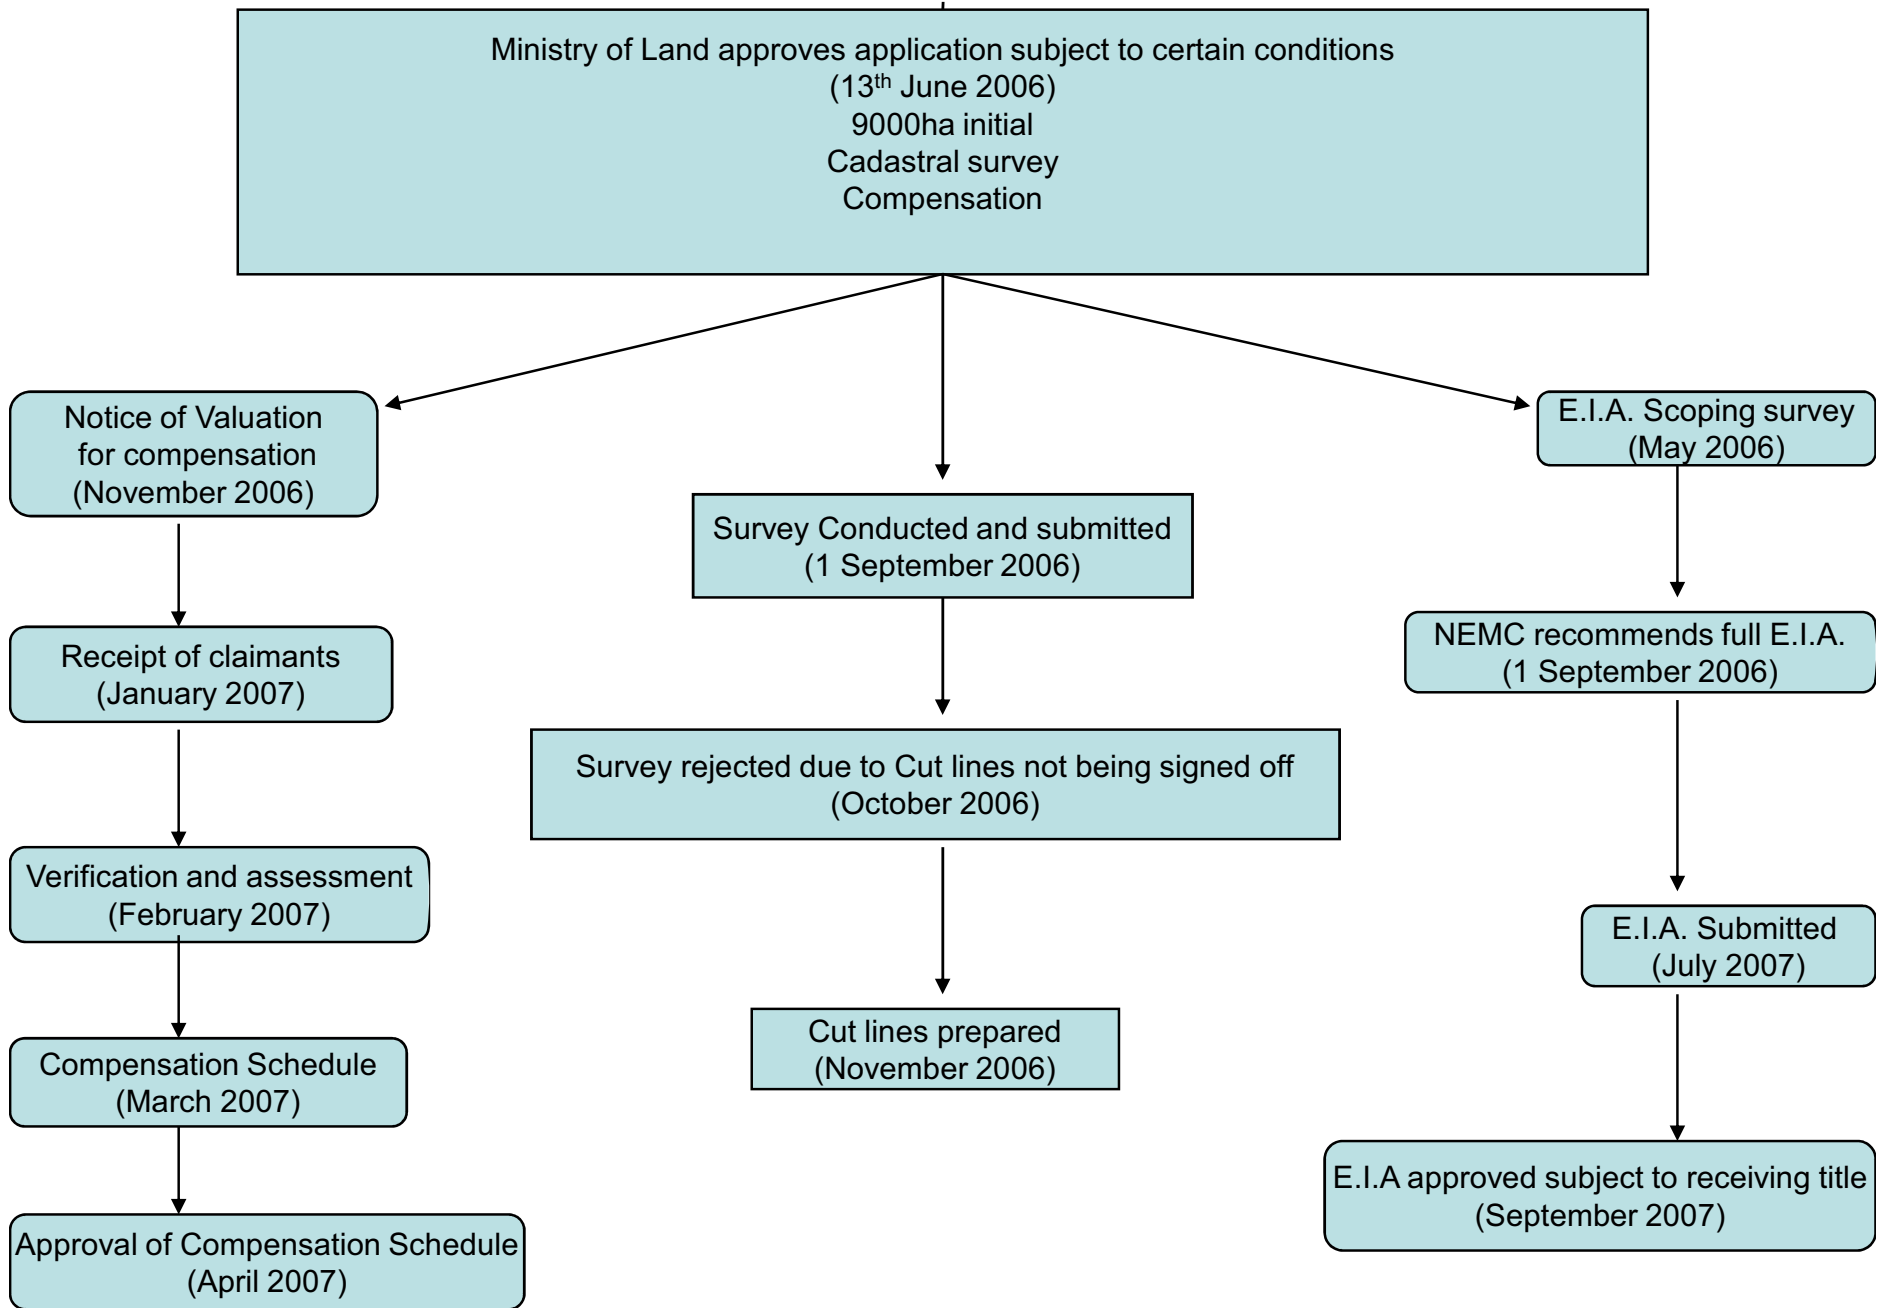 Ministry of Land approves application subject to certain conditions
(13th June 2006)
9000ha initial
Cadastral survey
Compensation
Notice of Valuation
for compensation
(November 2006)
Receipt of claimants
(January 2007)
Verification and assessment
(February 2007)
Compensation Schedule
(March 2007)
Approval of Compensation Schedule
(April 2007)
Survey Conducted and submitted
(1 September 2006)
Survey rejected due to Cut lines not being signed off
(October 2006)
Cut lines prepared
(November 2006)
E.I.A. Scoping survey
(May 2006)
NEMC recommends full E.I.A.
(1 September 2006)
E.I.A. Submitted
(July 2007)
E.I.A approved subject to receiving title
(September 2007)